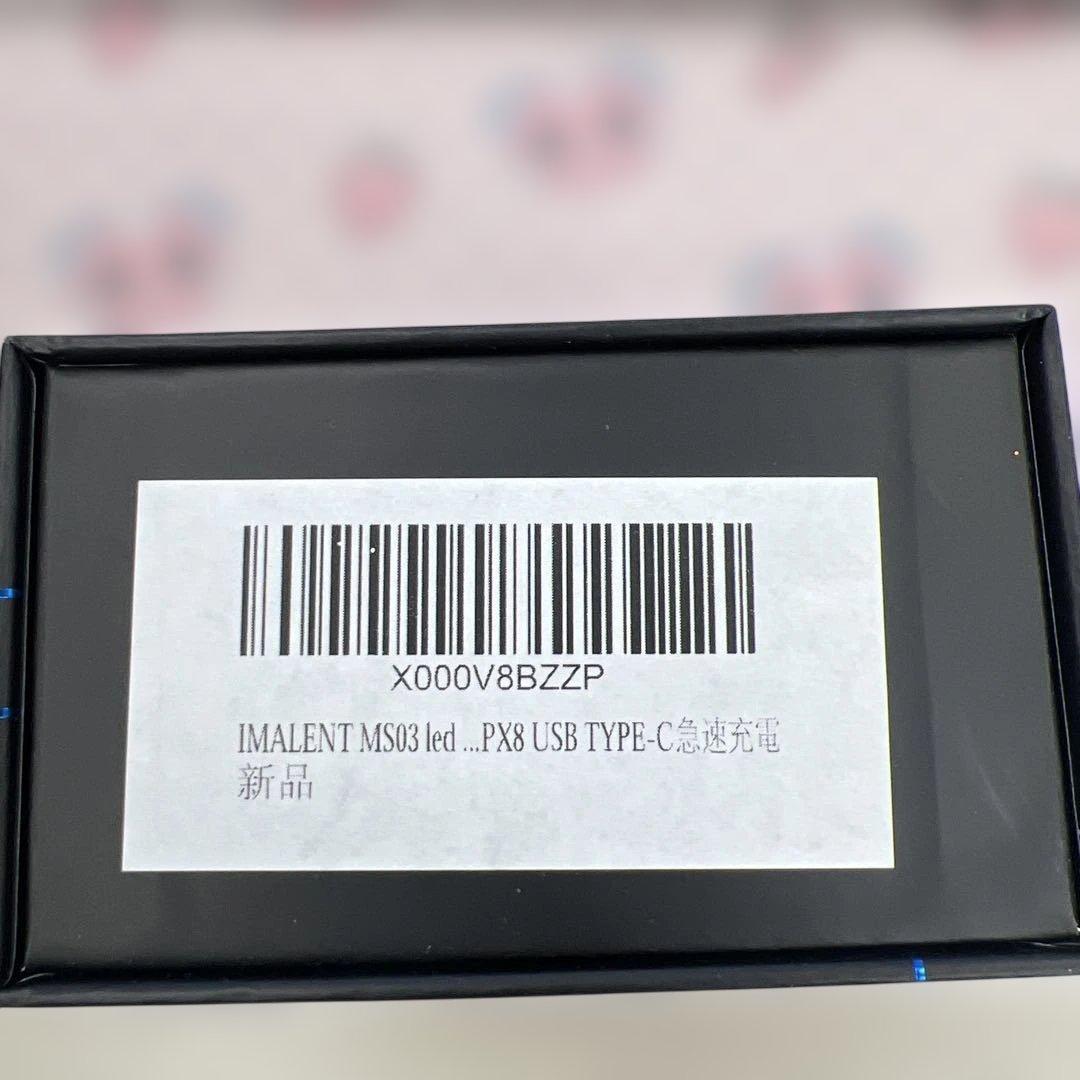 X000V8BZZP
IMALENT MS03 led ...PX8 USB TYPE-C急速充電
新品